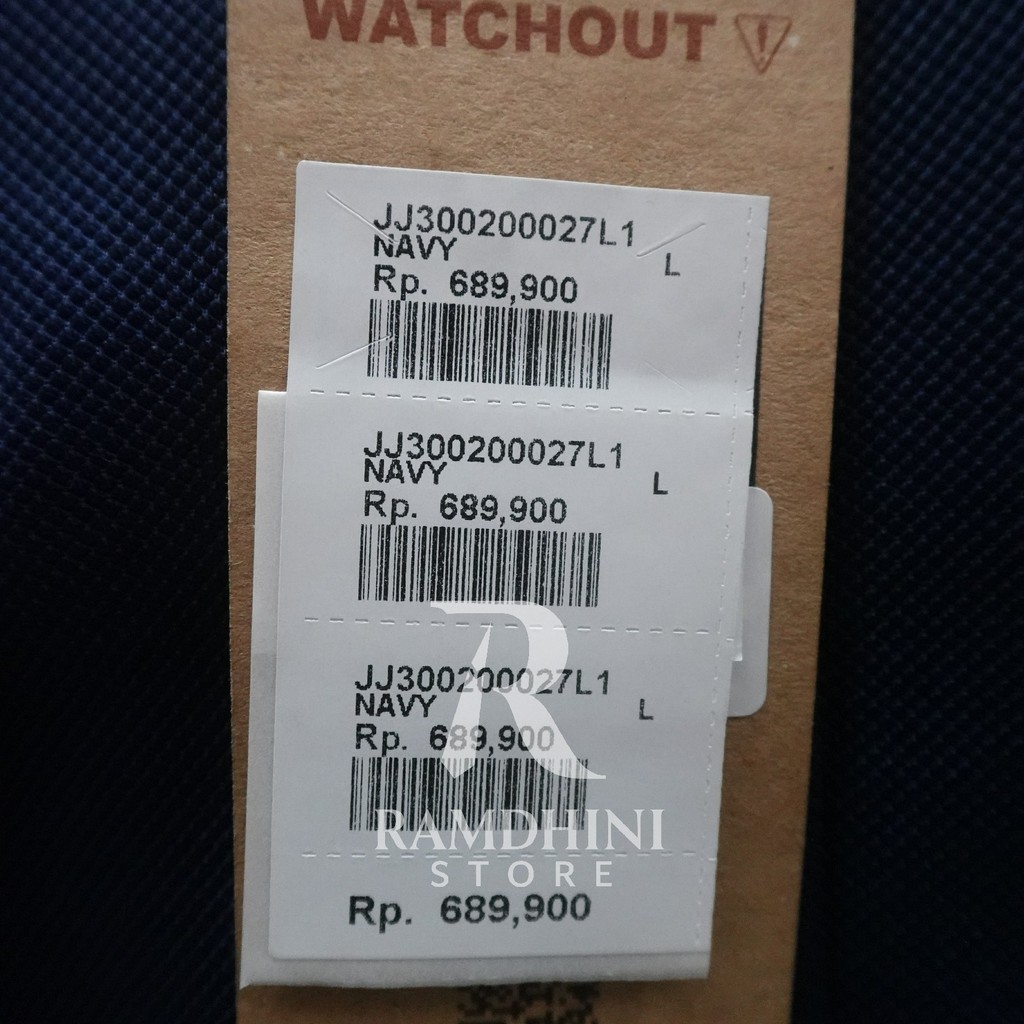 WATCHOUT
JJ300200027L1
NAVY
L
Rp. 689,900
JJ300200027L1
NAVY
L
Rp. 689,900
JJ300200027L1
NAVY
L
Rp. 689,900
RAMDHINI
STORE
Rp. 689,900